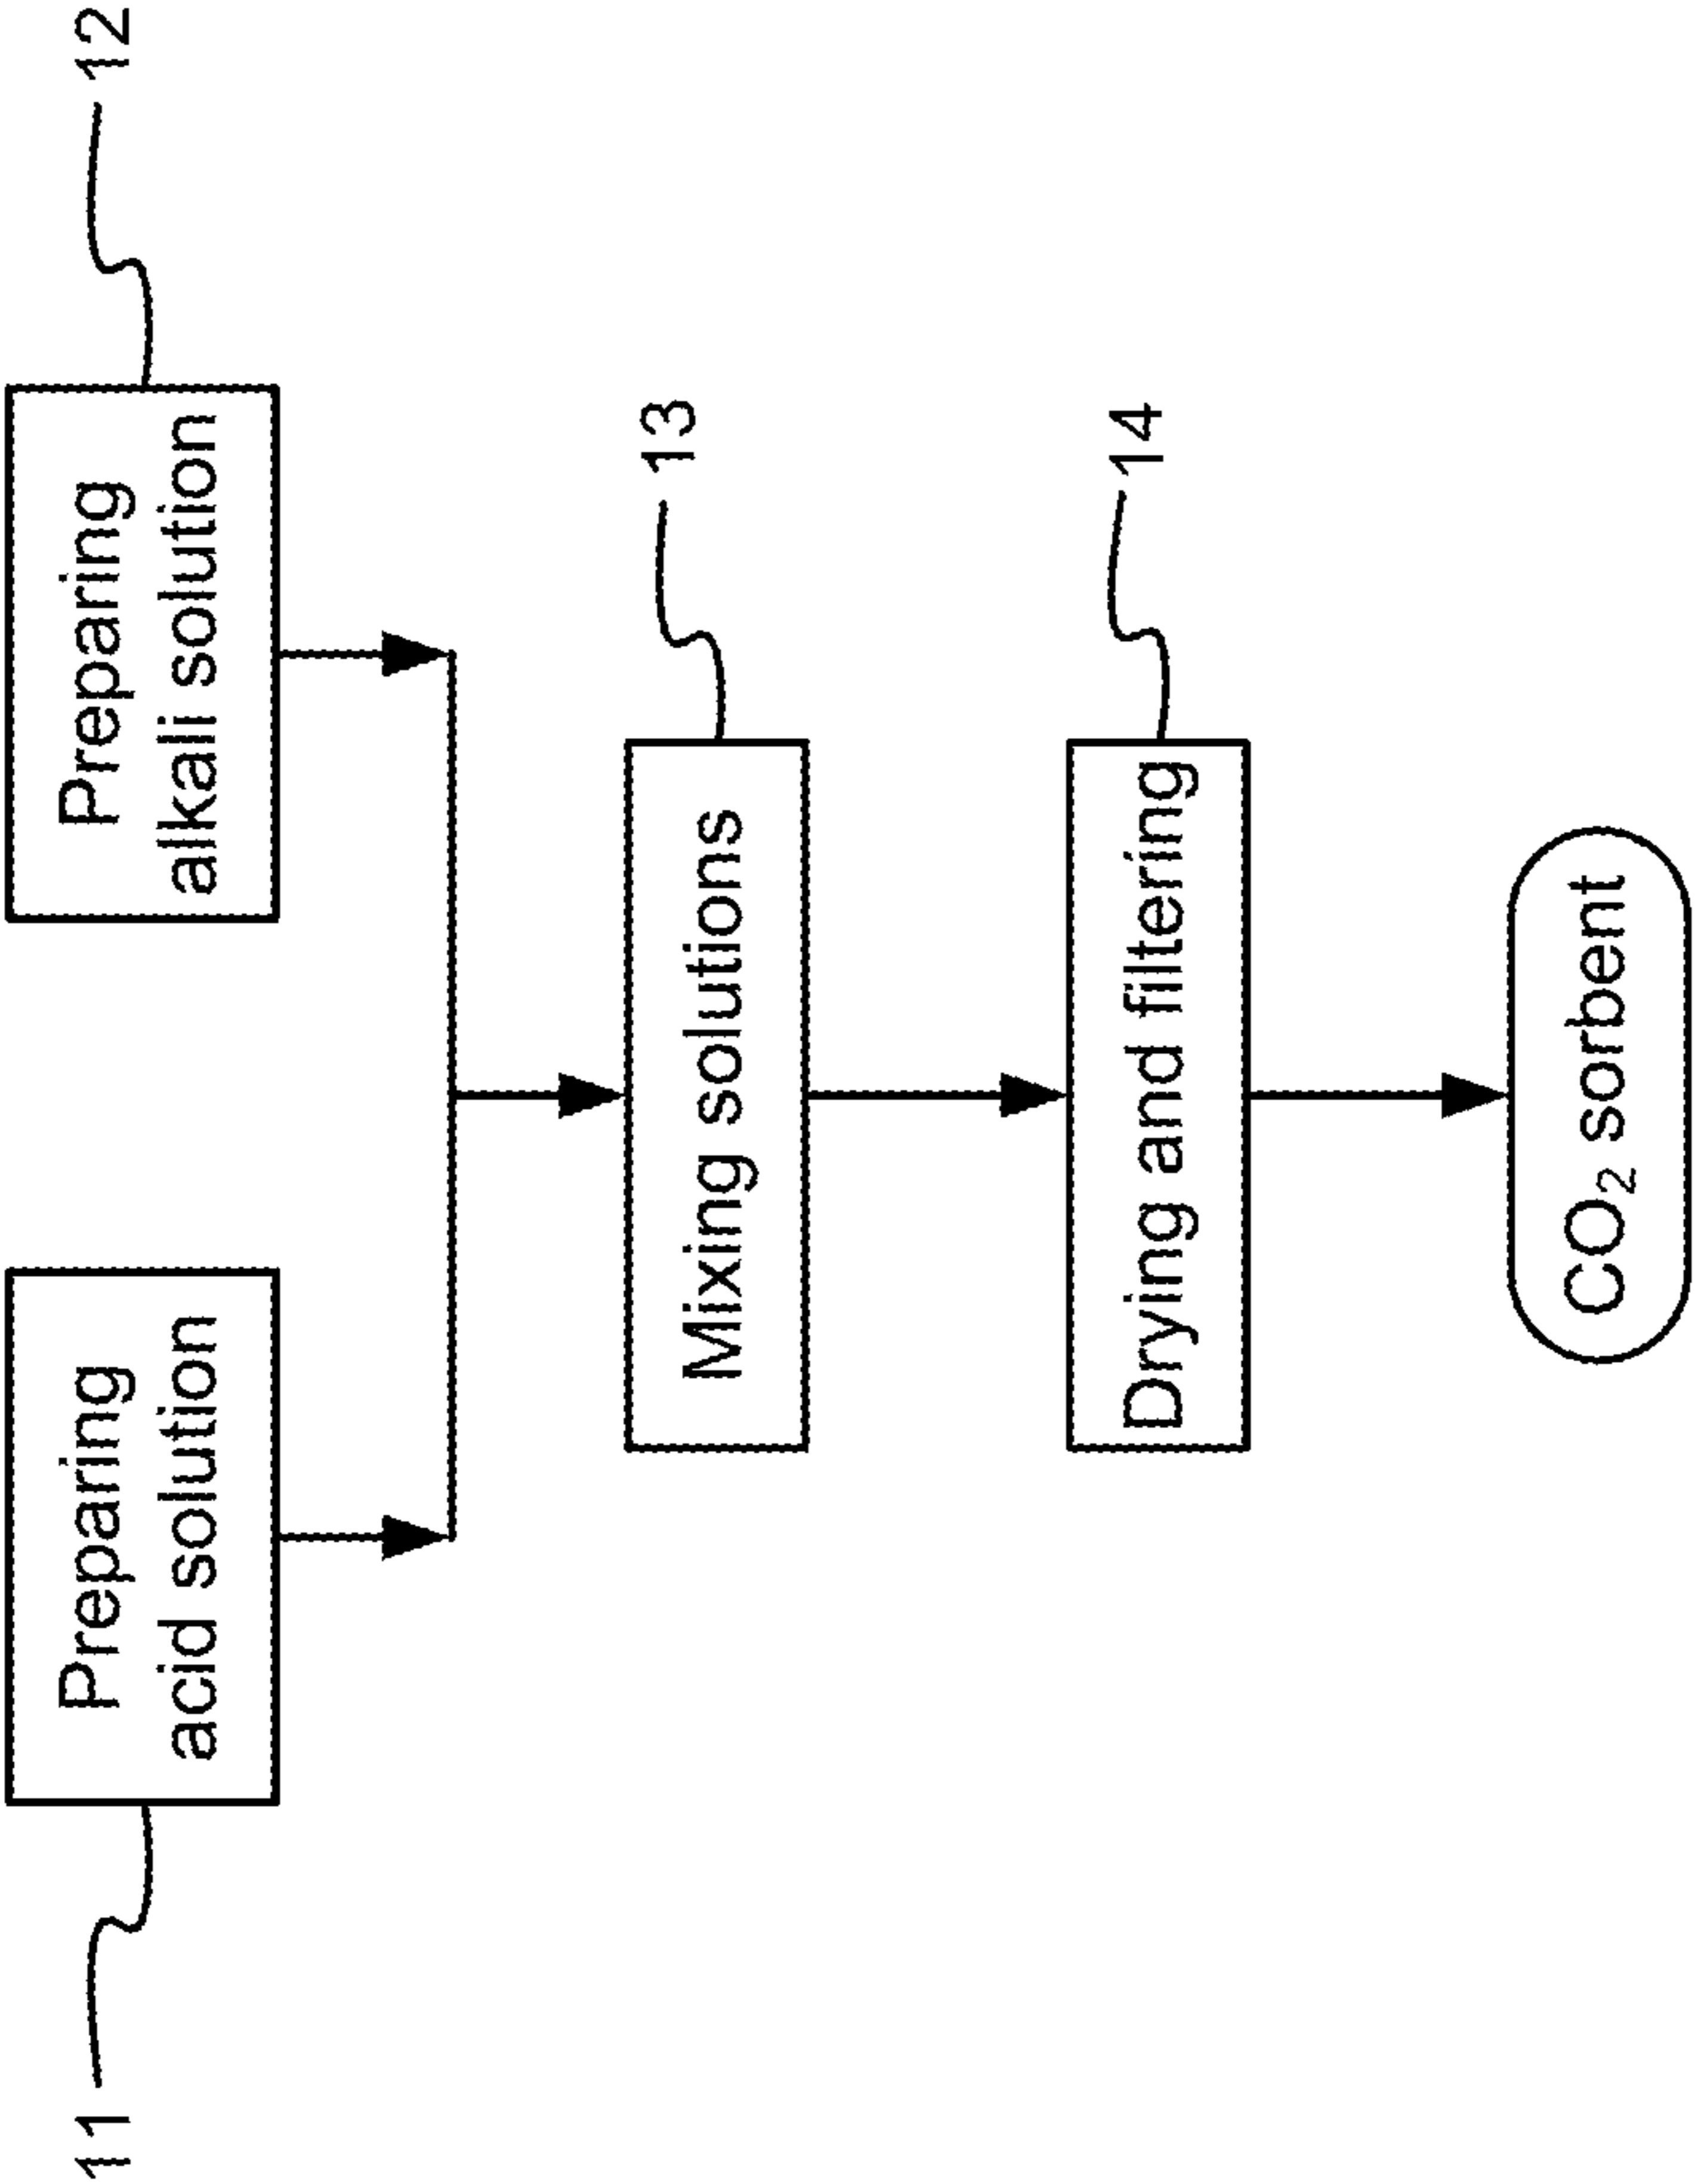 11
Preparing
acid solution
Preparing
alkali solution
12
Mixing solutions
13
Drying and filtering
14
CO₂ sorbent